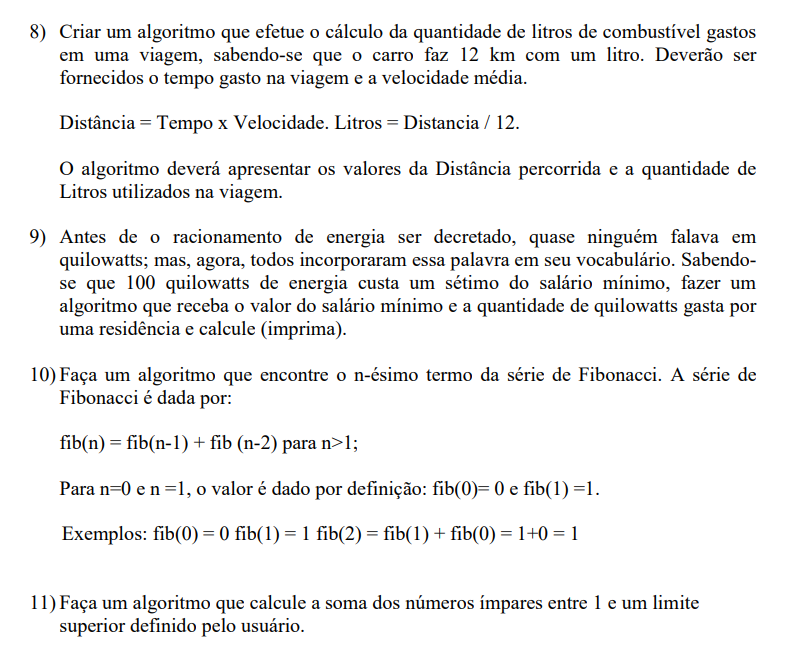 8) Criar um algoritmo que efetue o cálculo da quantidade de litros de combustível gastos
em uma viagem, sabendo-se que o carro faz 12 km com um litro. Deverão ser
fornecidos o tempo gasto na viagem e a velocidade média.
Distância = Tempo x Velocidade. Litros = Distancia / 12.
O algoritmo deverá apresentar os valores da Distância percorrida e a quantidade de
Litros utilizados na viagem.
9) Antes de o racionamento de energia ser decretado, quase ninguém falava em
quilowatts; mas, agora, todos incorporaram essa palavra em seu vocabulário. Sabendo-
se que 100 quilowatts de energia custa um sétimo do salário mínimo, fazer um
algoritmo que receba o valor do salário mínimo e a quantidade de quilowatts gasta por
uma residência e calcule (imprima).
10) Faça um algoritmo que encontre o n-ésimo termo da série de Fibonacci. A série de
Fibonacci é dada por:
fib(n) = fib(n-1) + fib (n-2) para n>1;
Para n=0 e n =1, o valor é dado por definição: fib(0)= 0 e fib(1) =1.
Exemplos: fib(0) = 0 fib(1) = 1 fib(2) = fib(1) + fib(0) = 1+0 = 1
11) Faça um algoritmo que calcule a soma dos números ímpares entre 1 e um limite
superior definido pelo usuário.